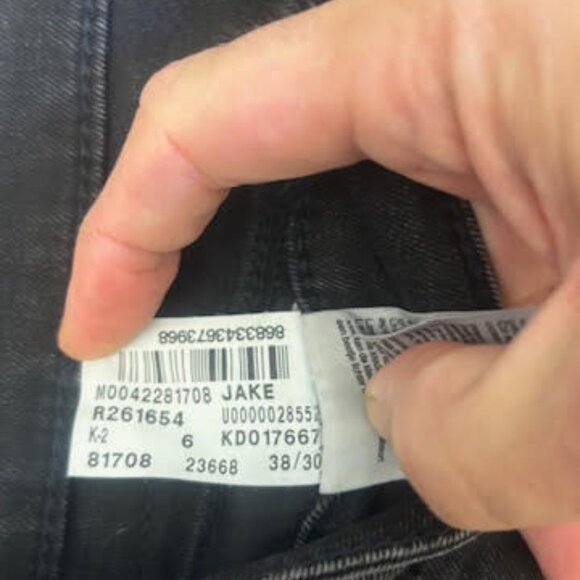 8683343673968
M0042281708 JAKE
R261654 U0000028552
K-2 6 KD017667
81708 23668 38/30